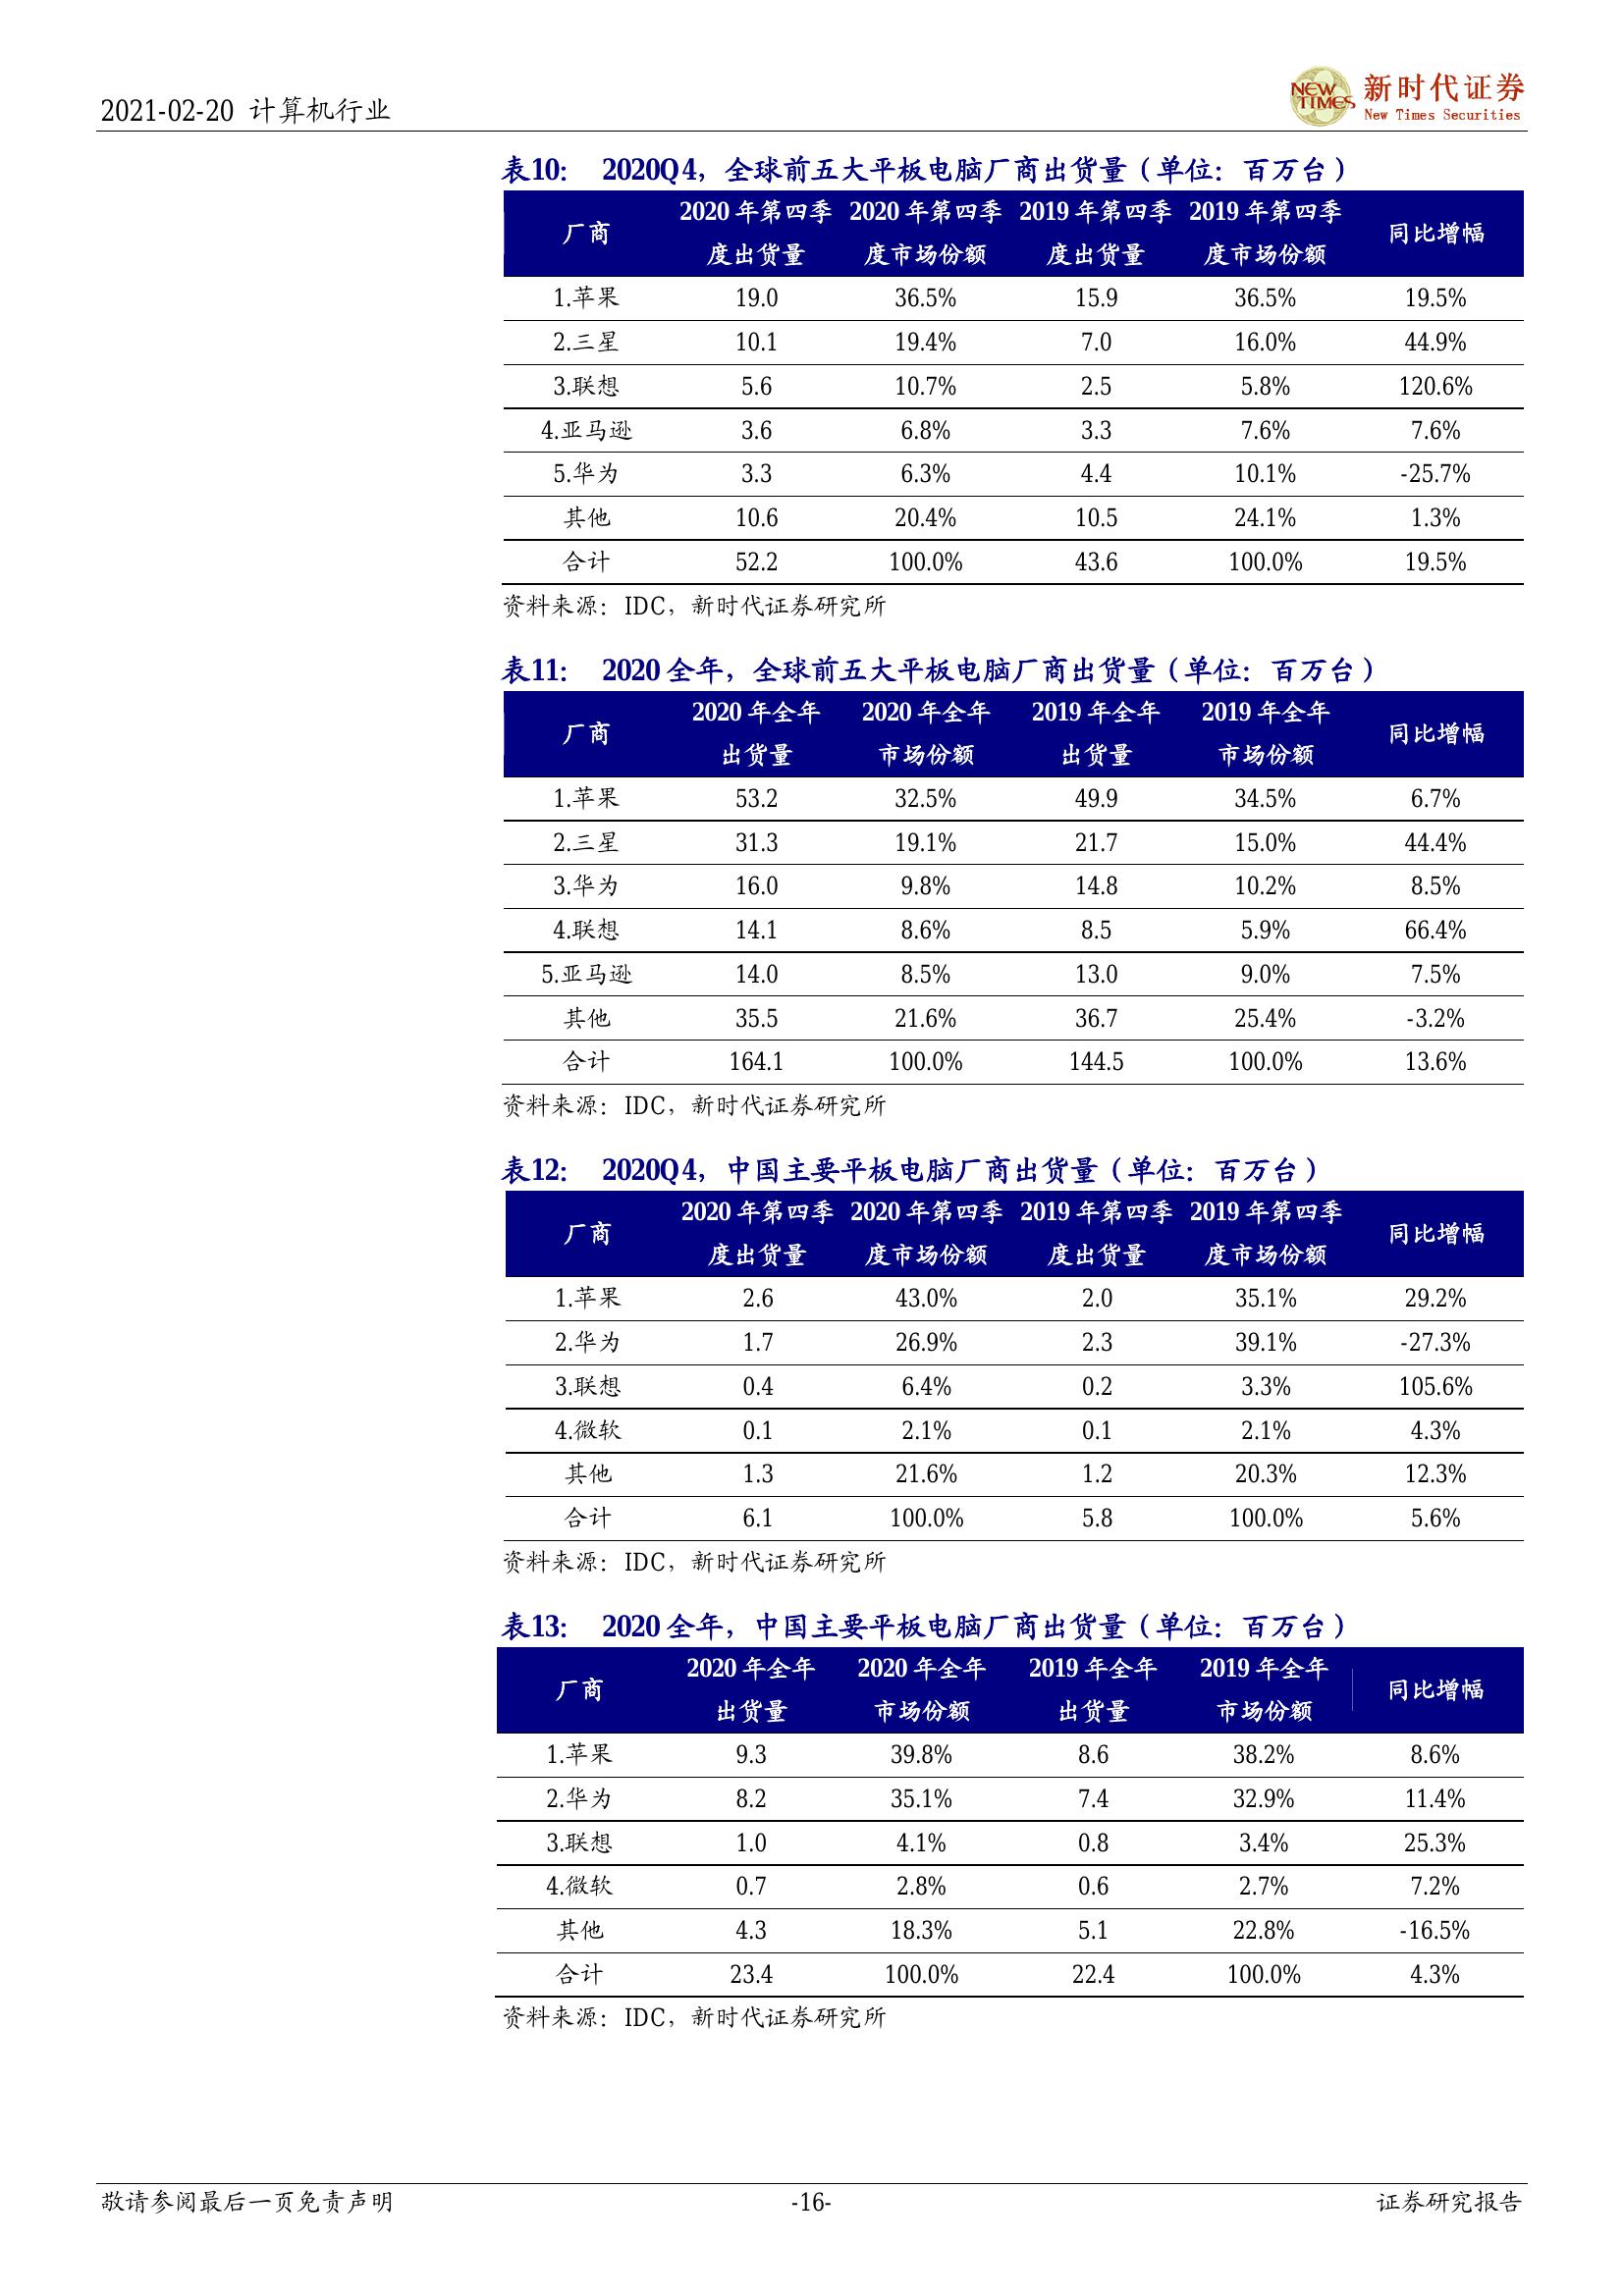 2021-02-20 计算机行业
NEW TIMES 新时代证券
New Times Securities
表10： 2020Q4，全球前五大平板电脑厂商出货量（单位：百万台）
厂商 2020 年第四季度出货量 2020 年第四季度市场份额 2019 年第四季度出货量 2019 年第四季度市场份额 同比增幅
1.苹果 19.0 36.5% 15.9 36.5% 19.5%
2.三星 10.1 19.4% 7.0 16.0% 44.9%
3.联想 5.6 10.7% 2.5 5.8% 120.6%
4.亚马逊 3.6 6.8% 3.3 7.6% 7.6%
5.华为 3.3 6.3% 4.4 10.1% -25.7%
其他 10.6 20.4% 10.5 24.1% 1.3%
合计 52.2 100.0% 43.6 100.0% 19.5%
资料来源：IDC，新时代证券研究所
表11： 2020 全年，全球前五大平板电脑厂商出货量（单位：百万台）
厂商 2020 年全年出货量 2020 年全年市场份额 2019 年全年出货量 2019 年全年市场份额 同比增幅
1.苹果 53.2 32.5% 49.9 34.5% 6.7%
2.三星 31.3 19.1% 21.7 15.0% 44.4%
3.华为 16.0 9.8% 14.8 10.2% 8.5%
4.联想 14.1 8.6% 8.5 5.9% 66.4%
5.亚马逊 14.0 8.5% 13.0 9.0% 7.5%
其他 35.5 21.6% 36.7 25.4% -3.2%
合计 164.1 100.0% 144.5 100.0% 13.6%
资料来源：IDC，新时代证券研究所
表12： 2020Q4，中国主要平板电脑厂商出货量（单位：百万台）
厂商 2020 年第四季度出货量 2020 年第四季度市场份额 2019 年第四季度出货量 2019 年第四季度市场份额 同比增幅
1.苹果 2.6 43.0% 2.0 35.1% 29.2%
2.华为 1.7 26.9% 2.3 39.1% -27.3%
3.联想 0.4 6.4% 0.2 3.3% 105.6%
4.微软 0.1 2.1% 0.1 2.1% 4.3%
其他 1.3 21.6% 1.2 20.3% 12.3%
合计 6.1 100.0% 5.8 100.0% 5.6%
资料来源：IDC，新时代证券研究所
表13： 2020 全年，中国主要平板电脑厂商出货量（单位：百万台）
厂商 2020 年全年出货量 2020 年全年市场份额 2019 年全年出货量 2019 年全年市场份额 同比增幅
1.苹果 9.3 39.8% 8.6 38.2% 8.6%
2.华为 8.2 35.1% 7.4 32.9% 11.4%
3.联想 1.0 4.1% 0.8 3.4% 25.3%
4.微软 0.7 2.8% 0.6 2.7% 7.2%
其他 4.3 18.3% 5.1 22.8% -16.5%
合计 23.4 100.0% 22.4 100.0% 4.3%
资料来源：IDC，新时代证券研究所
敬请参阅最后一页免责声明 -16- 证券研究报告